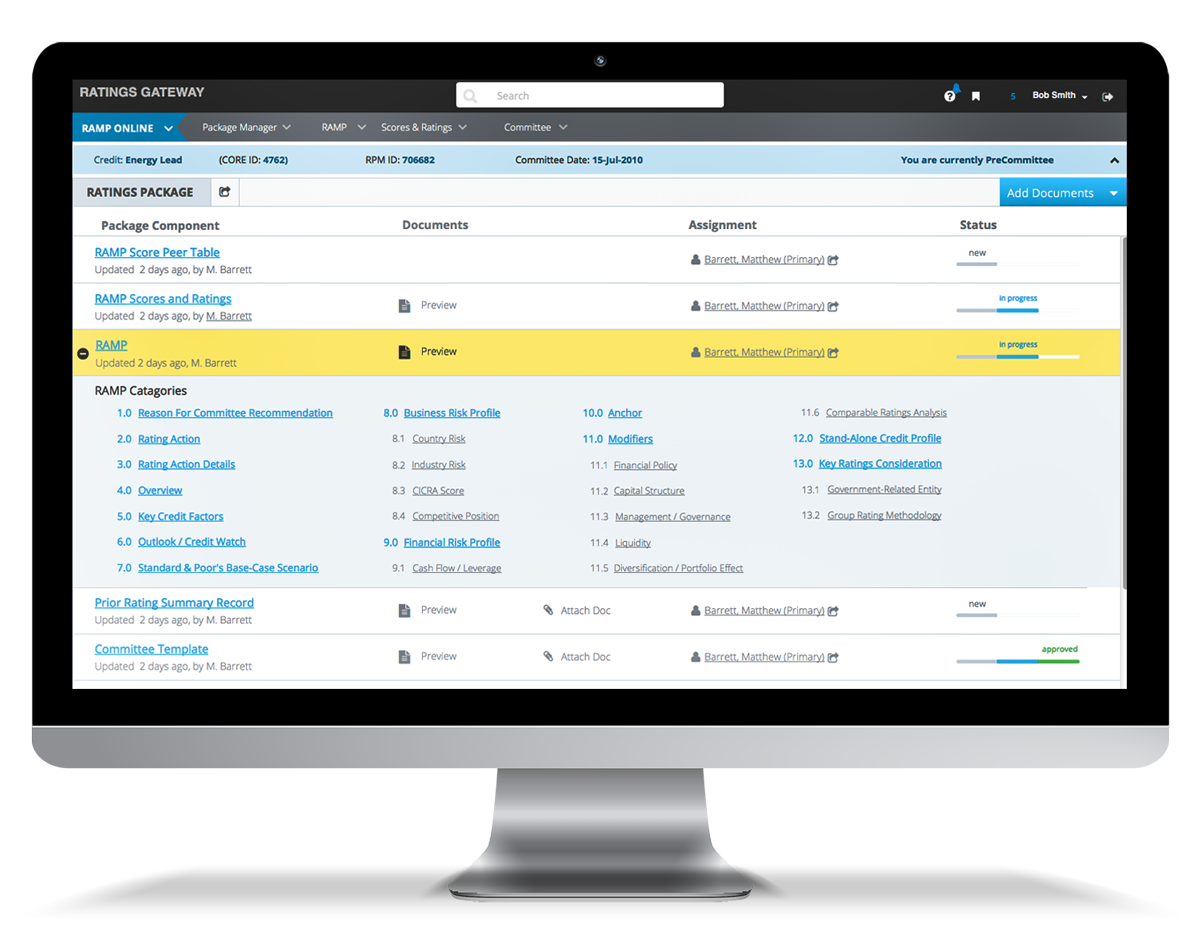 RATINGS GATEWAY
Search
5 Bob Smith
RAMP ONLINE Package Manager RAMP Scores & Ratings Committee
Credit: Energy Lead (CORE ID: 4762) RPM ID: 706682 Committee Date: 15-Jul-2010 You are currently PreCommittee
RATINGS PACKAGE Add Documents
Package Component Documents Assignment Status
RAMP Score Peer Table
Updated 2 days ago, by M. Barrett
Barrett, Matthew (Primary)
new
RAMP Scores and Ratings
Updated 2 days ago, by M. Barrett
Preview
Barrett, Matthew (Primary)
in progress
RAMP
Updated 2 days ago, M. Barrett
Preview
Barrett, Matthew (Primary)
in progress
RAMP Catagories
1.0 Reason For Committee Recommendation
2.0 Rating Action
3.0 Rating Action Details
4.0 Overview
5.0 Key Credit Factors
6.0 Outlook / Credit Watch
7.0 Standard & Poor's Base-Case Scenario
8.0 Business Risk Profile
8.1 Country Risk
8.2 Industry Risk
8.3 CICRA Score
8.4 Competitive Position
9.0 Financial Risk Profile
9.1 Cash Flow / Leverage
10.0 Anchor
11.0 Modifiers
11.1 Financial Policy
11.2 Capital Structure
11.3 Management / Governance
11.4 Liquidity
11.5 Diversification / Portfolio Effect
11.6 Comparable Ratings Analysis
12.0 Stand-Alone Credit Profile
13.0 Key Ratings Consideration
13.1 Government-Related Entity
13.2 Group Rating Methodology
Prior Rating Summary Record
Updated 2 days ago, by M. Barrett
Preview
Attach Doc
Barrett, Matthew (Primary)
new
Committee Template
Updated 2 days ago, by M. Barrett
Preview
Attach Doc
Barrett, Matthew (Primary)
approved